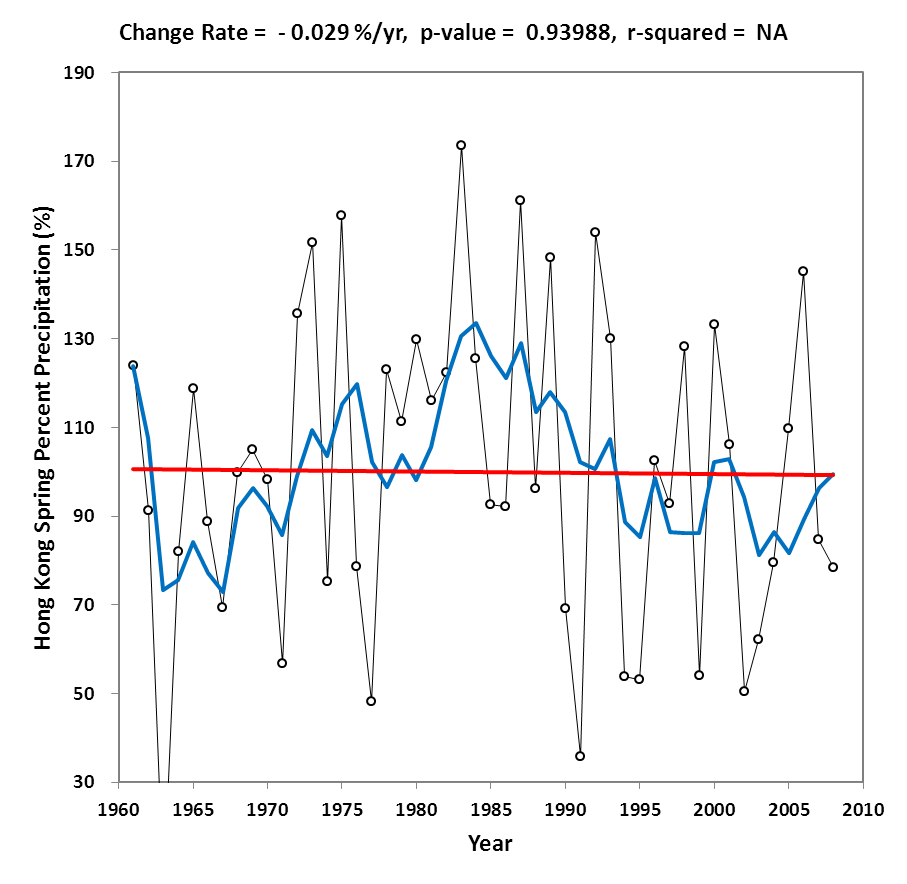 Change Rate = - 0.029 %/yr, p-value = 0.93988, r-squared = NA
190
170
150
130
110
90
70
50
30
Hong Kong Spring Percent Precipitation (%)
1960 1965 1970 1975 1980 1985 1990 1995 2000 2005 2010
Year